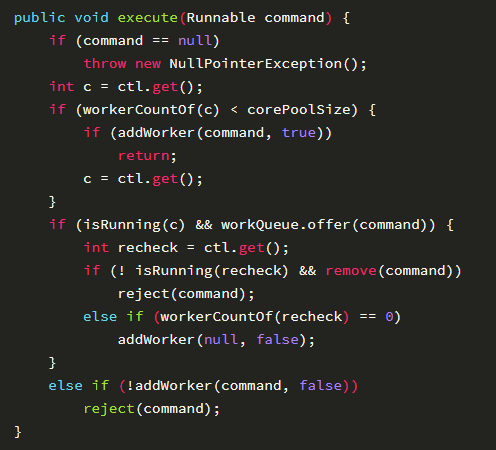 public void execute(Runnable command) {
    if (command == null)
        throw new NullPointerException();
    int c = ctl.get();
    if (workerCountOf(c) < corePoolSize) {
        if (addWorker(command, true))
            return;
        c = ctl.get();
    }
    if (isRunning(c) && workQueue.offer(command)) {
        int recheck = ctl.get();
        if (! isRunning(recheck) && remove(command))
            reject(command);
        else if (workerCountOf(recheck) == 0)
            addWorker(null, false);
    }
    else if (!addWorker(command, false))
        reject(command);
}